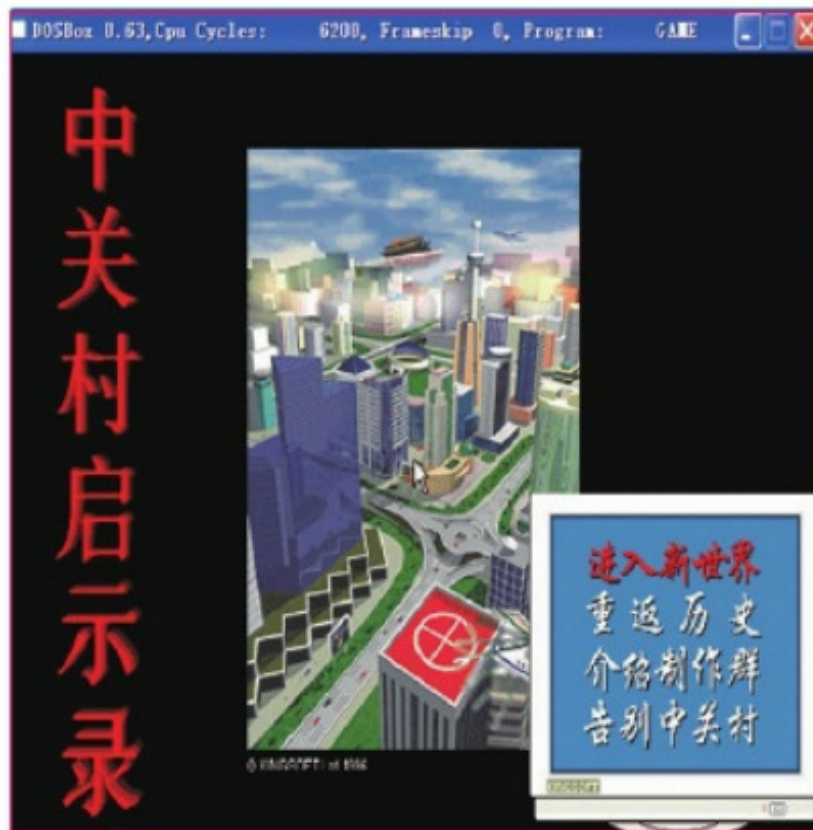 DOSBox 0.63,Cpu Cycles: 6200, Frameskip 0, Program: GAME
中关村启示录
进入新世界
重返历史
介绍制作群
告别中关村
KINGSOFT